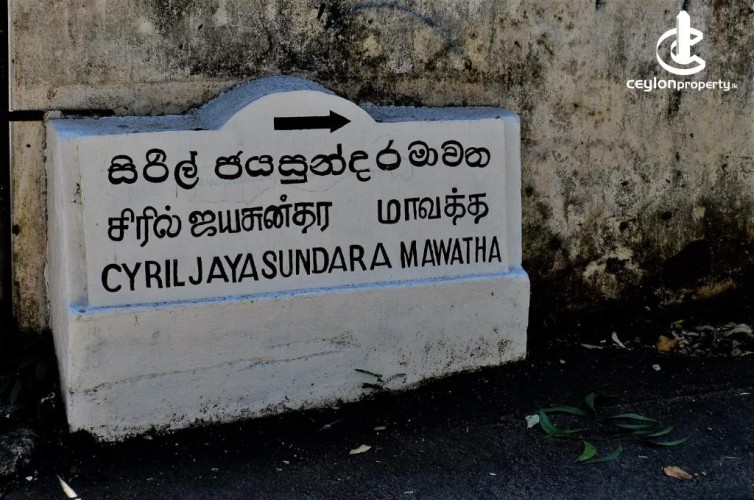 ceylonproperty.lk
සිරිල් ජයසුන්දර මාවත
சிரில் ஜயசுன்தர மாவத்த
CYRIL JAYASUNDARA MAWATHA